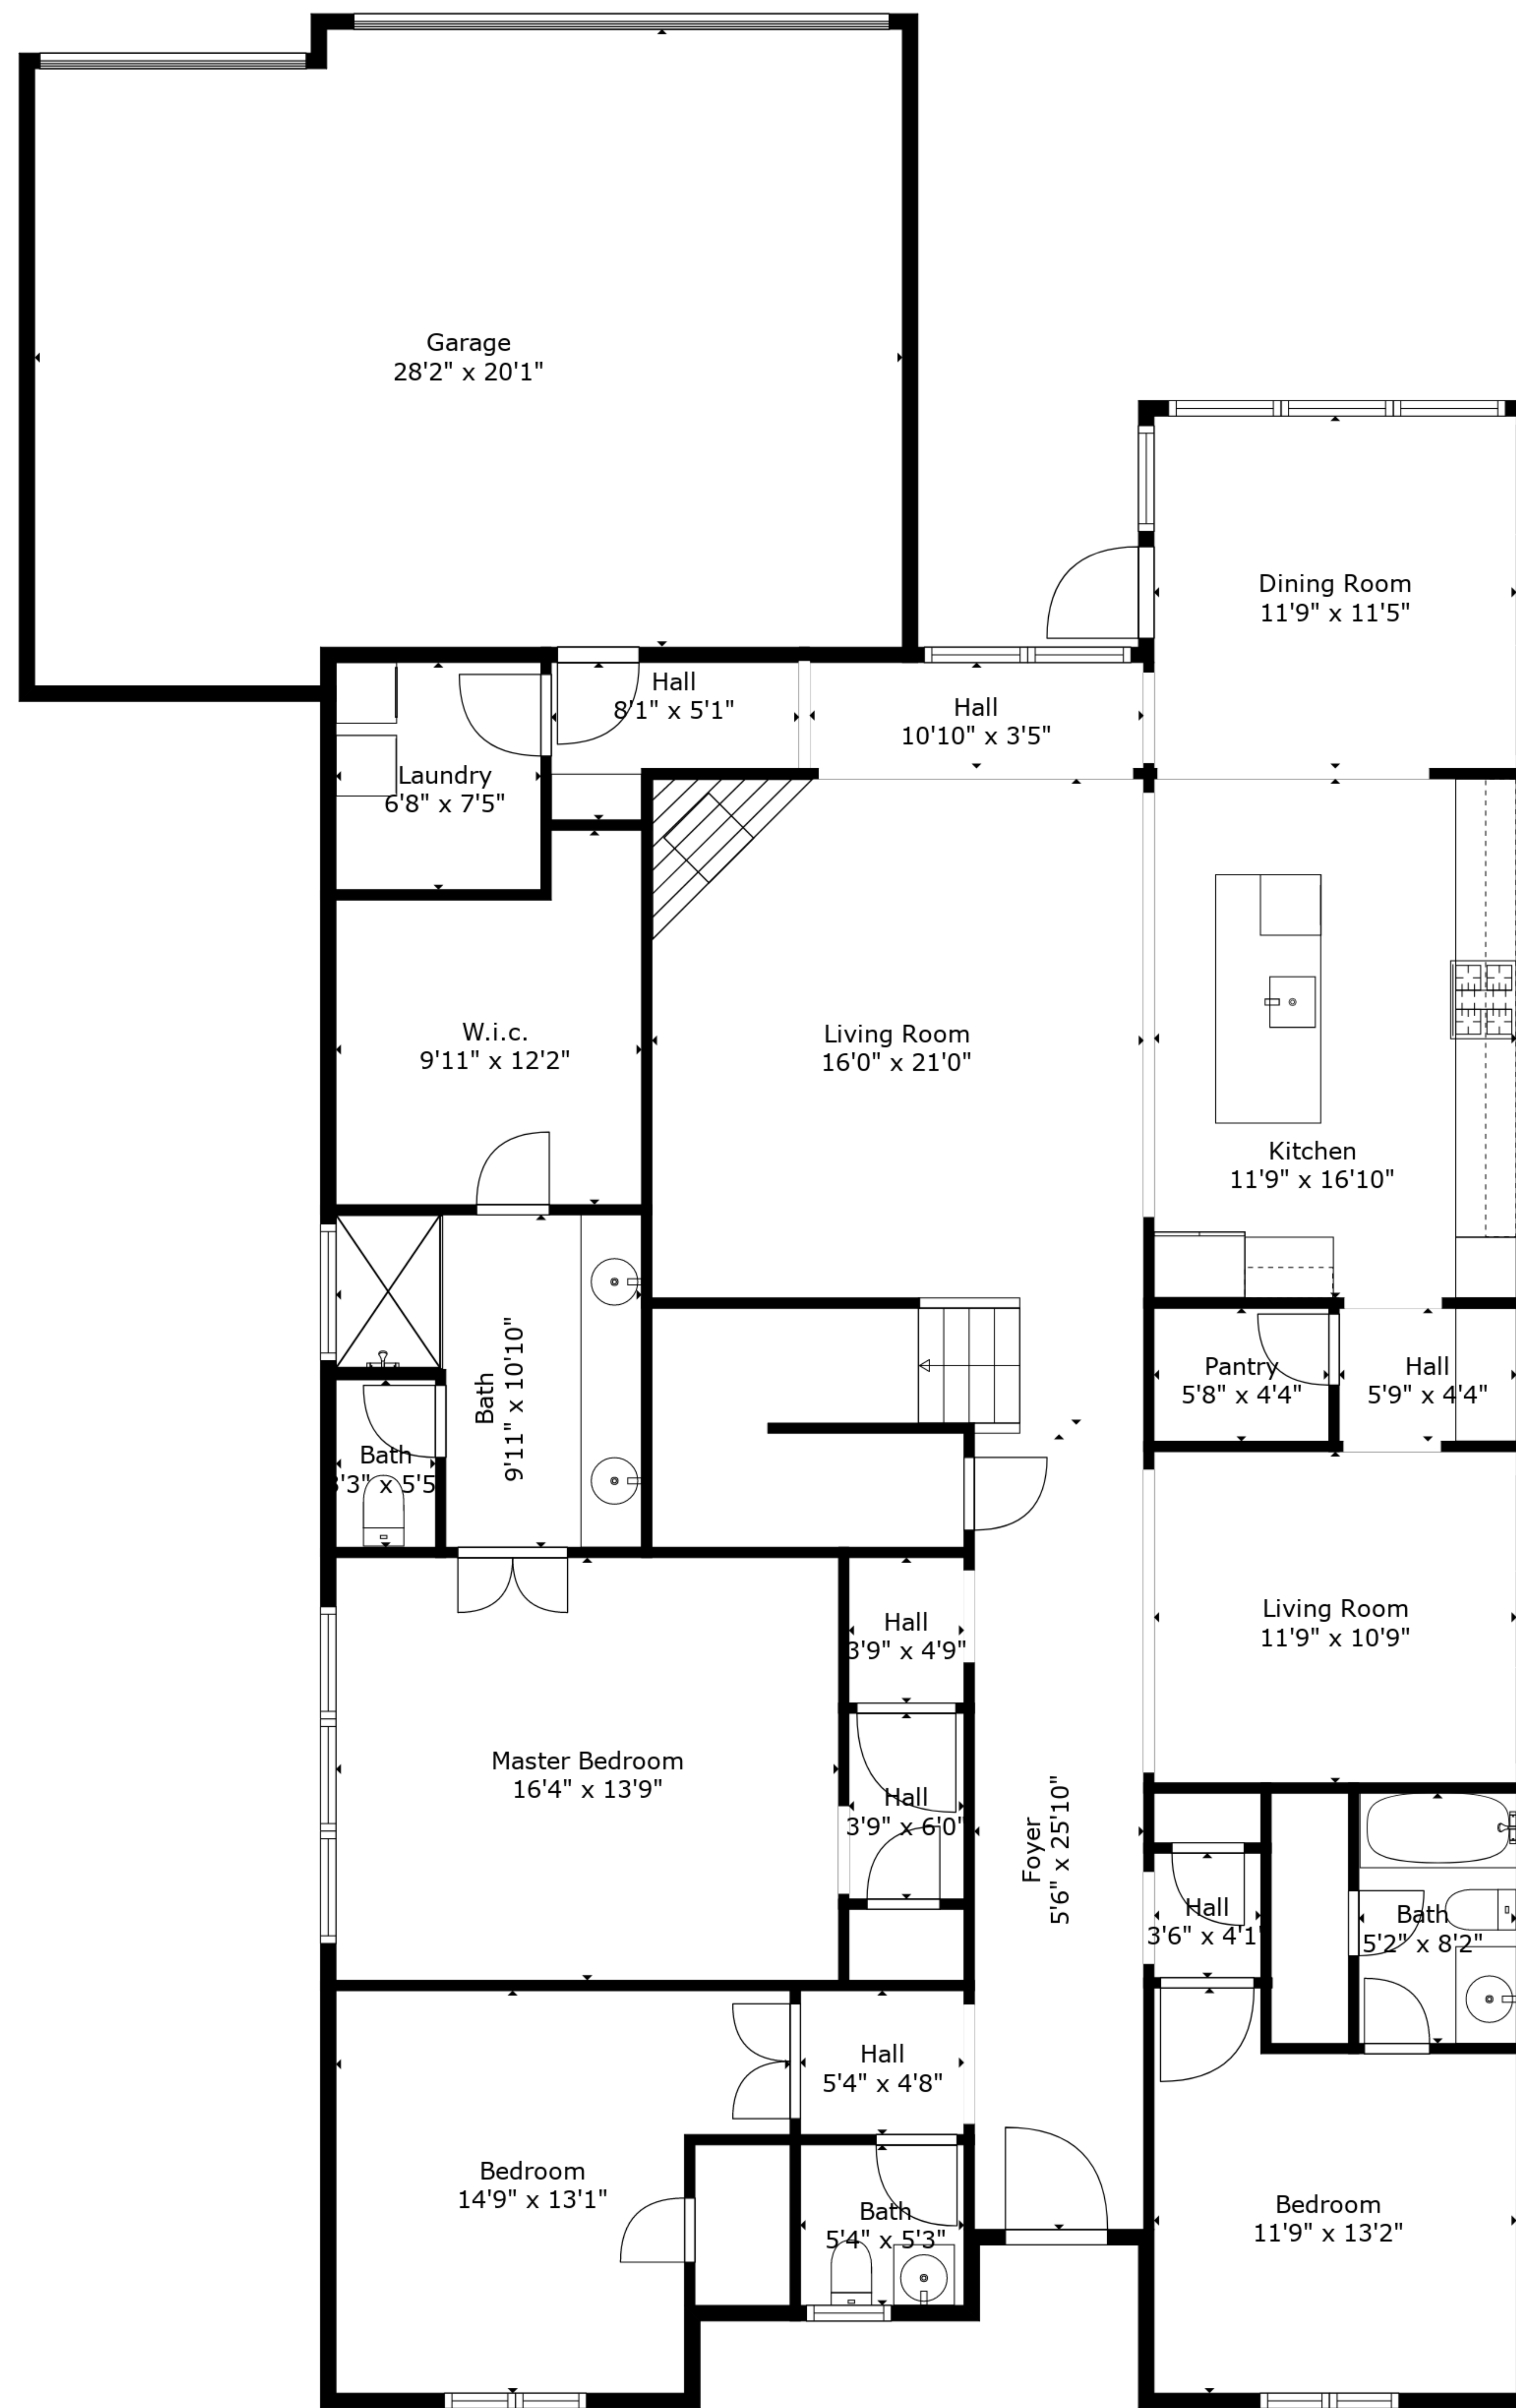 Garage
28'2" x 20'1"
Dining Room
11'9" x 11'5"
Hall
8'1" x 5'1"
Hall
10'10" x 3'5"
Laundry
6'8" x 7'5"
W.i.c.
9'11" x 12'2"
Living Room
16'0" x 21'0"
Kitchen
11'9" x 16'10"
Bath
9'11" x 10'10"
Pantry
5'8" x 4'4"
Hall
5'9" x 4'4"
Bath
3'3" x 5'5
Hall
3'9" x 4'9"
Living Room
11'9" x 10'9"
Master Bedroom
16'4" x 13'9"
Hall
3'9" x 6'0"
Foyer
5'6" x 25'10"
Hall
3'6" x 4'1"
Bath
5'2" x 8'2"
Hall
5'4" x 4'8"
Bedroom
14'9" x 13'1"
Bath
5'4" x 5'3"
Bedroom
11'9" x 13'2"